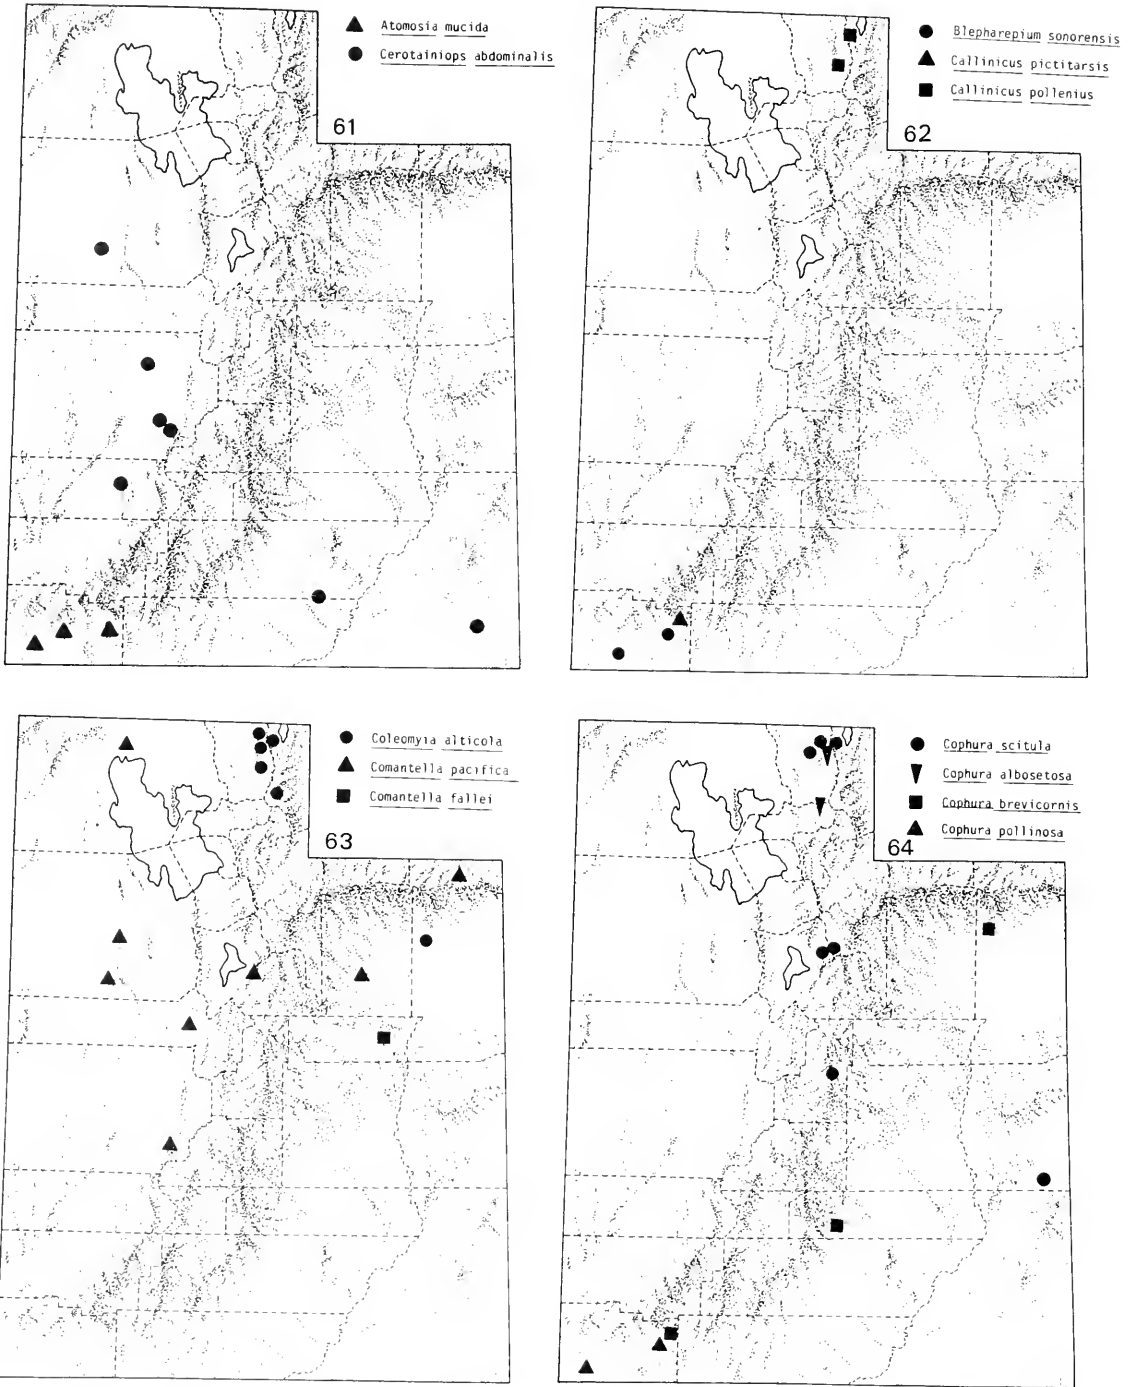 Atomosia mucida
Cerotainiops abdominalis
61
Blepharepium sonorensis
Callinicus pictitarsis
Callinicus pollenius
62
Coleomyia alticola
Comantella pacifica
Comantella fallei
63
Cophura scitula
Cophura albosetosa
Cophura brevicornis
Cophura pollinosa
64